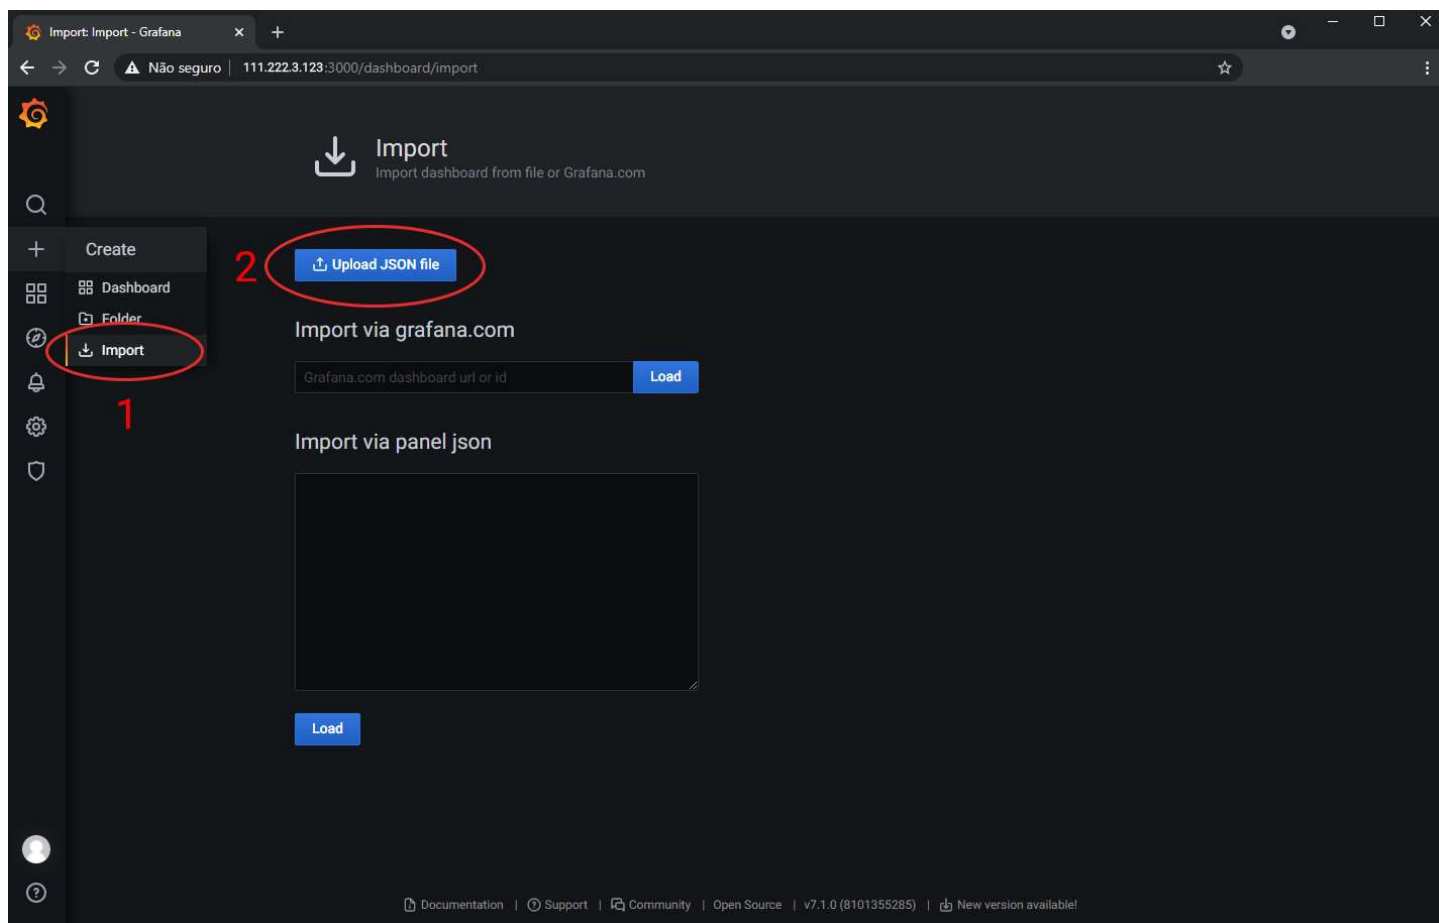 Import: Import - Grafana
Não seguro | 111.222.3.123:3000/dashboard/import
Import
Import dashboard from file or Grafana.com
Create
Dashboard
Folder
Import
1
2
Upload JSON file
Import via grafana.com
Grafana.com dashboard url or id
Load
Import via panel json
Load
Documentation | Support | Community | Open Source | v7.1.0 (8101355285) | New version available!